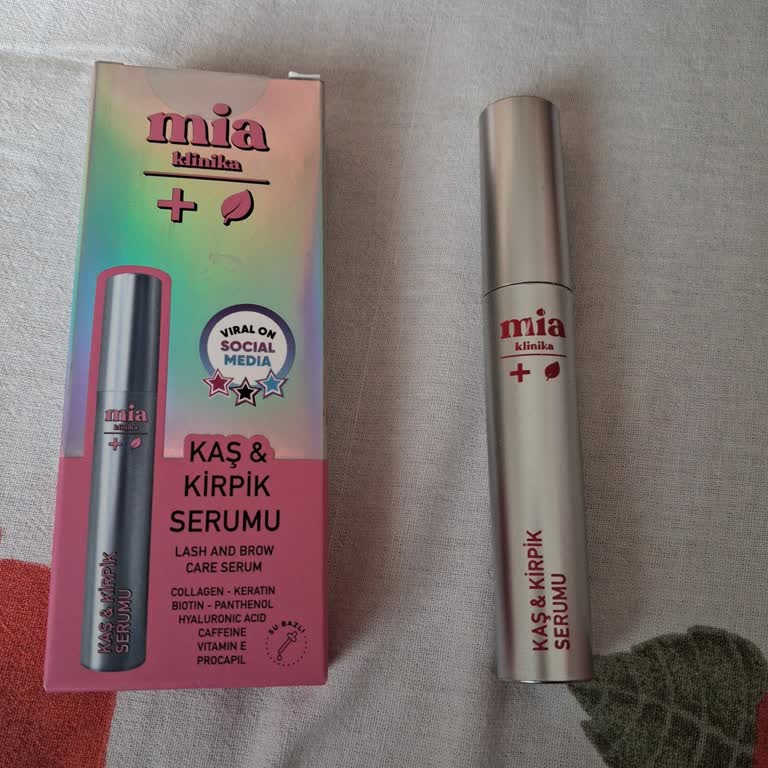 mia
klinika
VIRAL ON
SOCIAL
MEDIA
mia
klinika
KAŞ & KİRPİK
SERUMU
KAŞ &
KİRPİK
SERUMU
LASH AND BROW
CARE SERUM
COLLAGEN - KERATIN
BIOTIN - PANTHENOL
HYALURONIC ACID
CAFFEINE
VITAMIN E
PROCAPIL
SU BAZLI
mia
klinika
KAŞ & KİRPİK
SERUMU